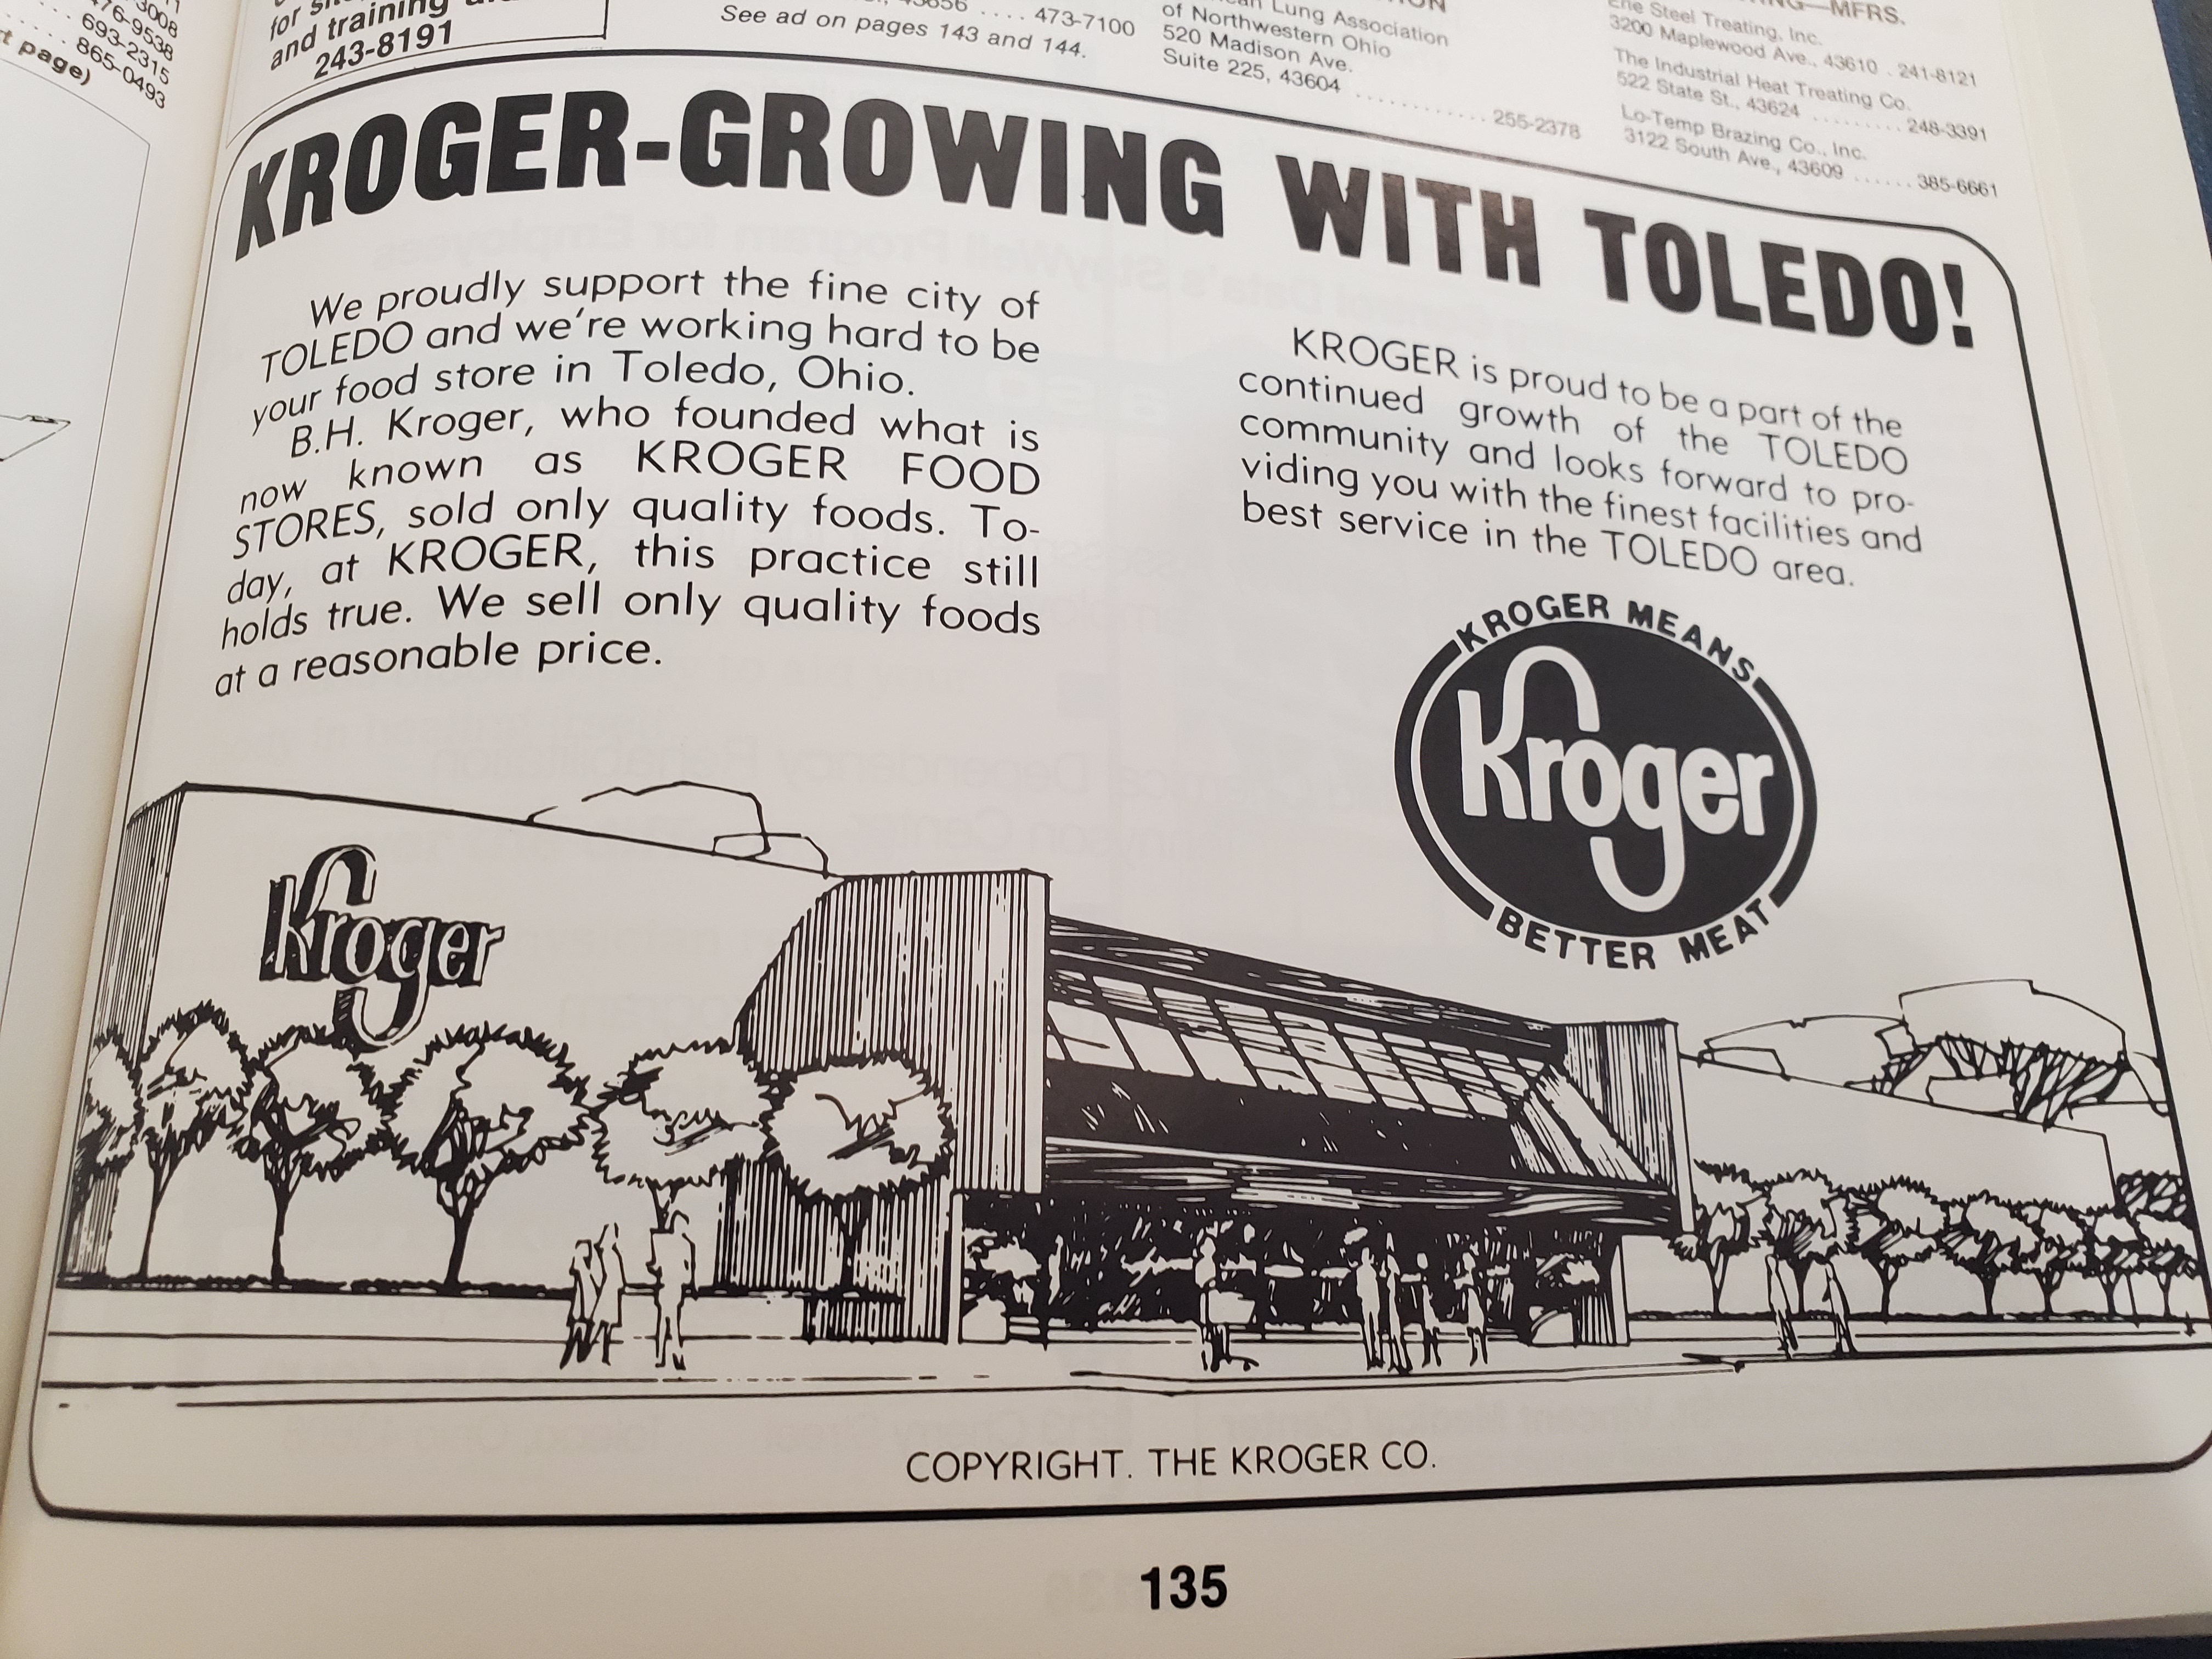 3008
476-9538
693-2315
865-0493
page)
and training
243-8191
473-7100
See ad on pages 143 and 144.
Lung Association
of Northwestern Ohio
520 Madison Ave.
Suite 225, 43604 ............ 255-2378
MFRS.
Erie Steel Treating, Inc.
3200 Maplewood Ave., 43610 . 241-8121
The Industrial Heat Treating Co.
522 State St., 43624 ......... 248-3391
Lo-Temp Brazing Co., Inc.
3122 South Ave., 43609 ...... 385-6661
KROGER-GROWING WITH TOLEDO!
We proudly support the fine city of
TOLEDO and we're working hard to be
your food store in Toledo, Ohio.
B.H. Kroger, who founded what is
now known as KROGER FOOD
STORES, sold only quality foods. To-
day, at KROGER, this practice still
holds true. We sell only quality foods
at a reasonable price.
KROGER is proud to be a part of the
continued growth of the TOLEDO
community and looks forward to pro-
viding you with the finest facilities and
best service in the TOLEDO area.
KROGER MEANS
Kroger
BETTER MEAT
Kroger
COPYRIGHT. THE KROGER CO.
135